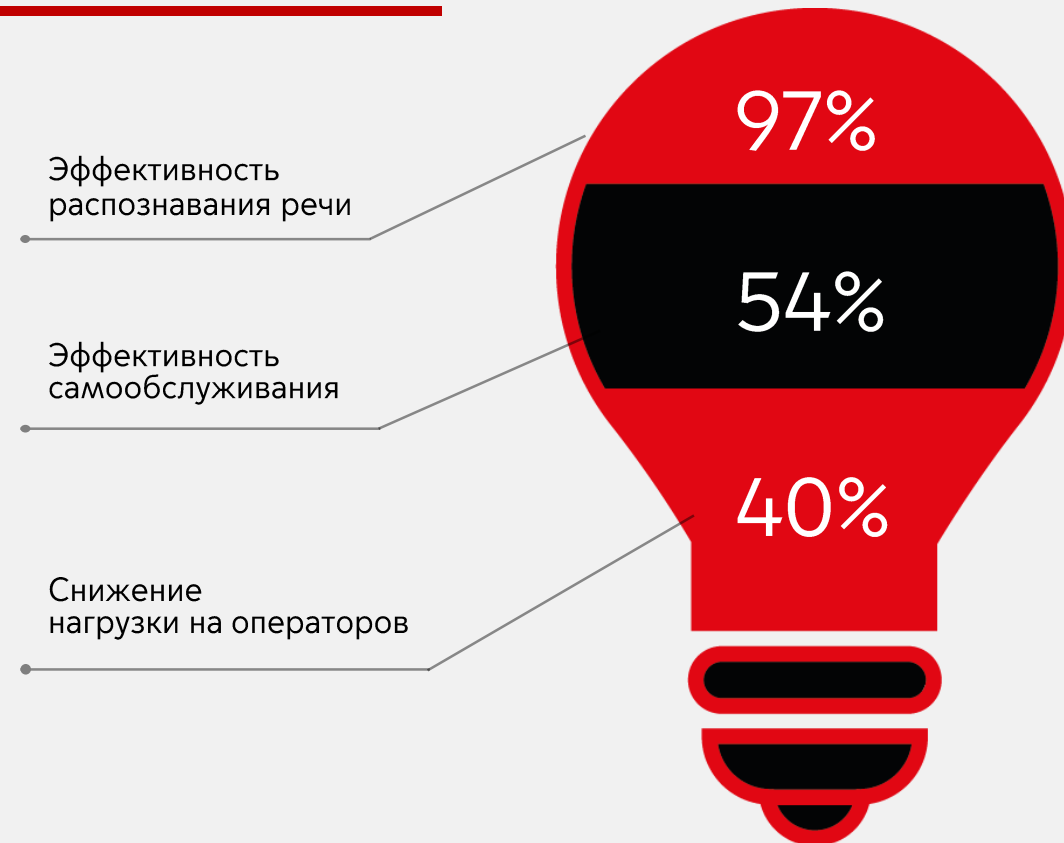 97%
Эффективность
распознавания речи
54%
Эффективность
самообслуживания
40%
Снижение
нагрузки на операторов